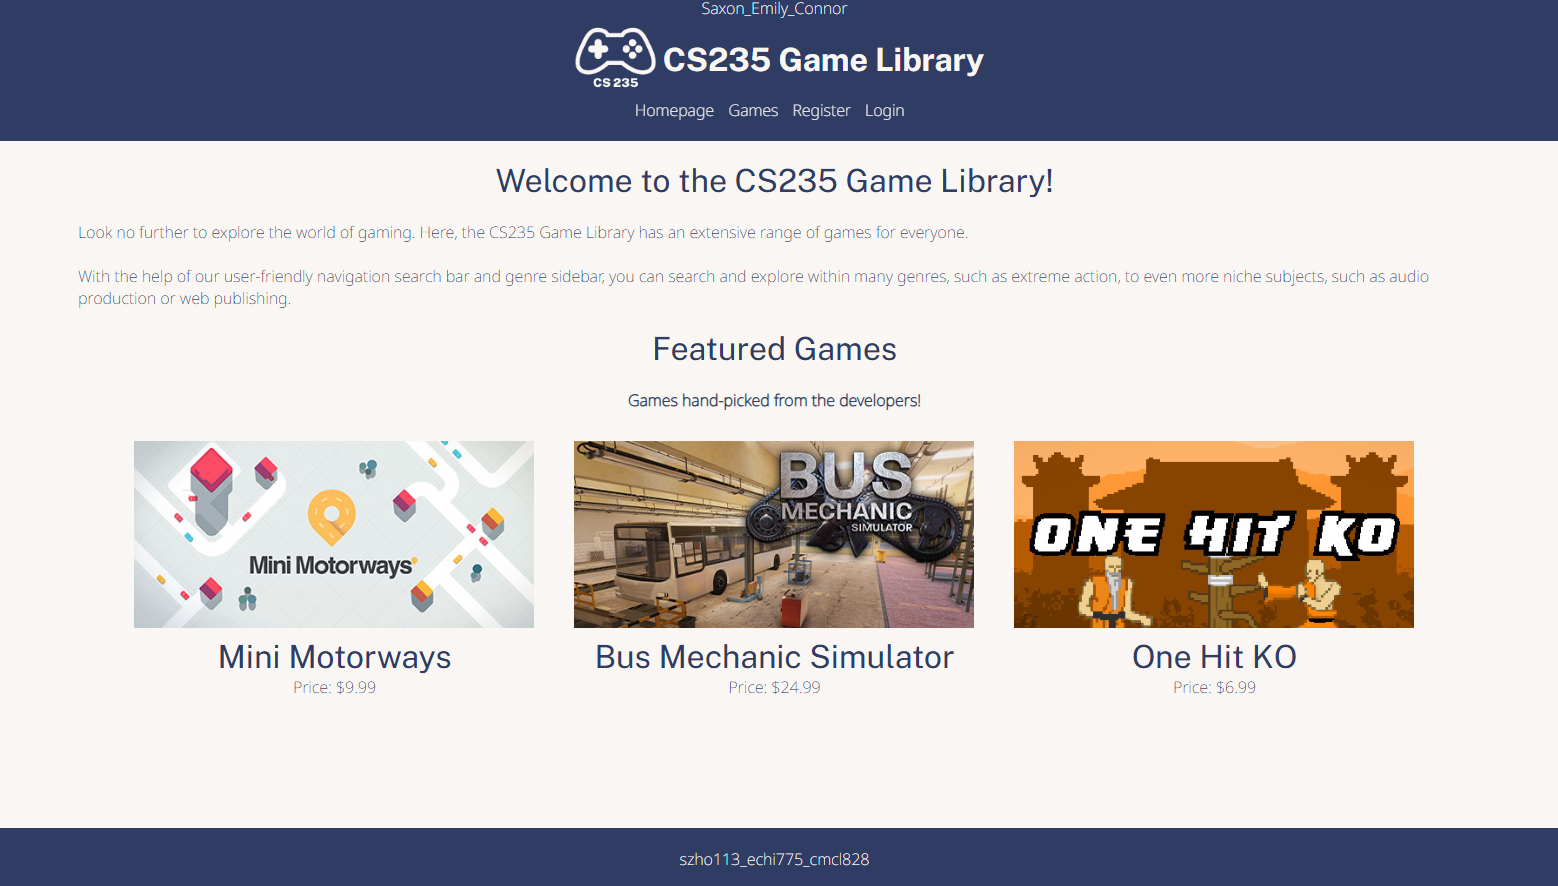 Saxon_Emily_Connor
CS 235
CS235 Game Library
Homepage Games Register Login
Welcome to the CS235 Game Library!
Look no further to explore the world of gaming. Here, the CS235 Game Library has an extensive range of games for everyone.
With the help of our user-friendly navigation search bar and genre sidebar, you can search and explore within many genres, such as extreme action, to even more niche subjects, such as audio
production or web publishing.
Featured Games
Games hand-picked from the developers!
Mini Motorways
BUS
MECHANIC
SIMULATOR
ONE HIT KO
Mini Motorways
Price: $9.99
Bus Mechanic Simulator
Price: $24.99
One Hit KO
Price: $6.99
szho113_echi775_cmcl828